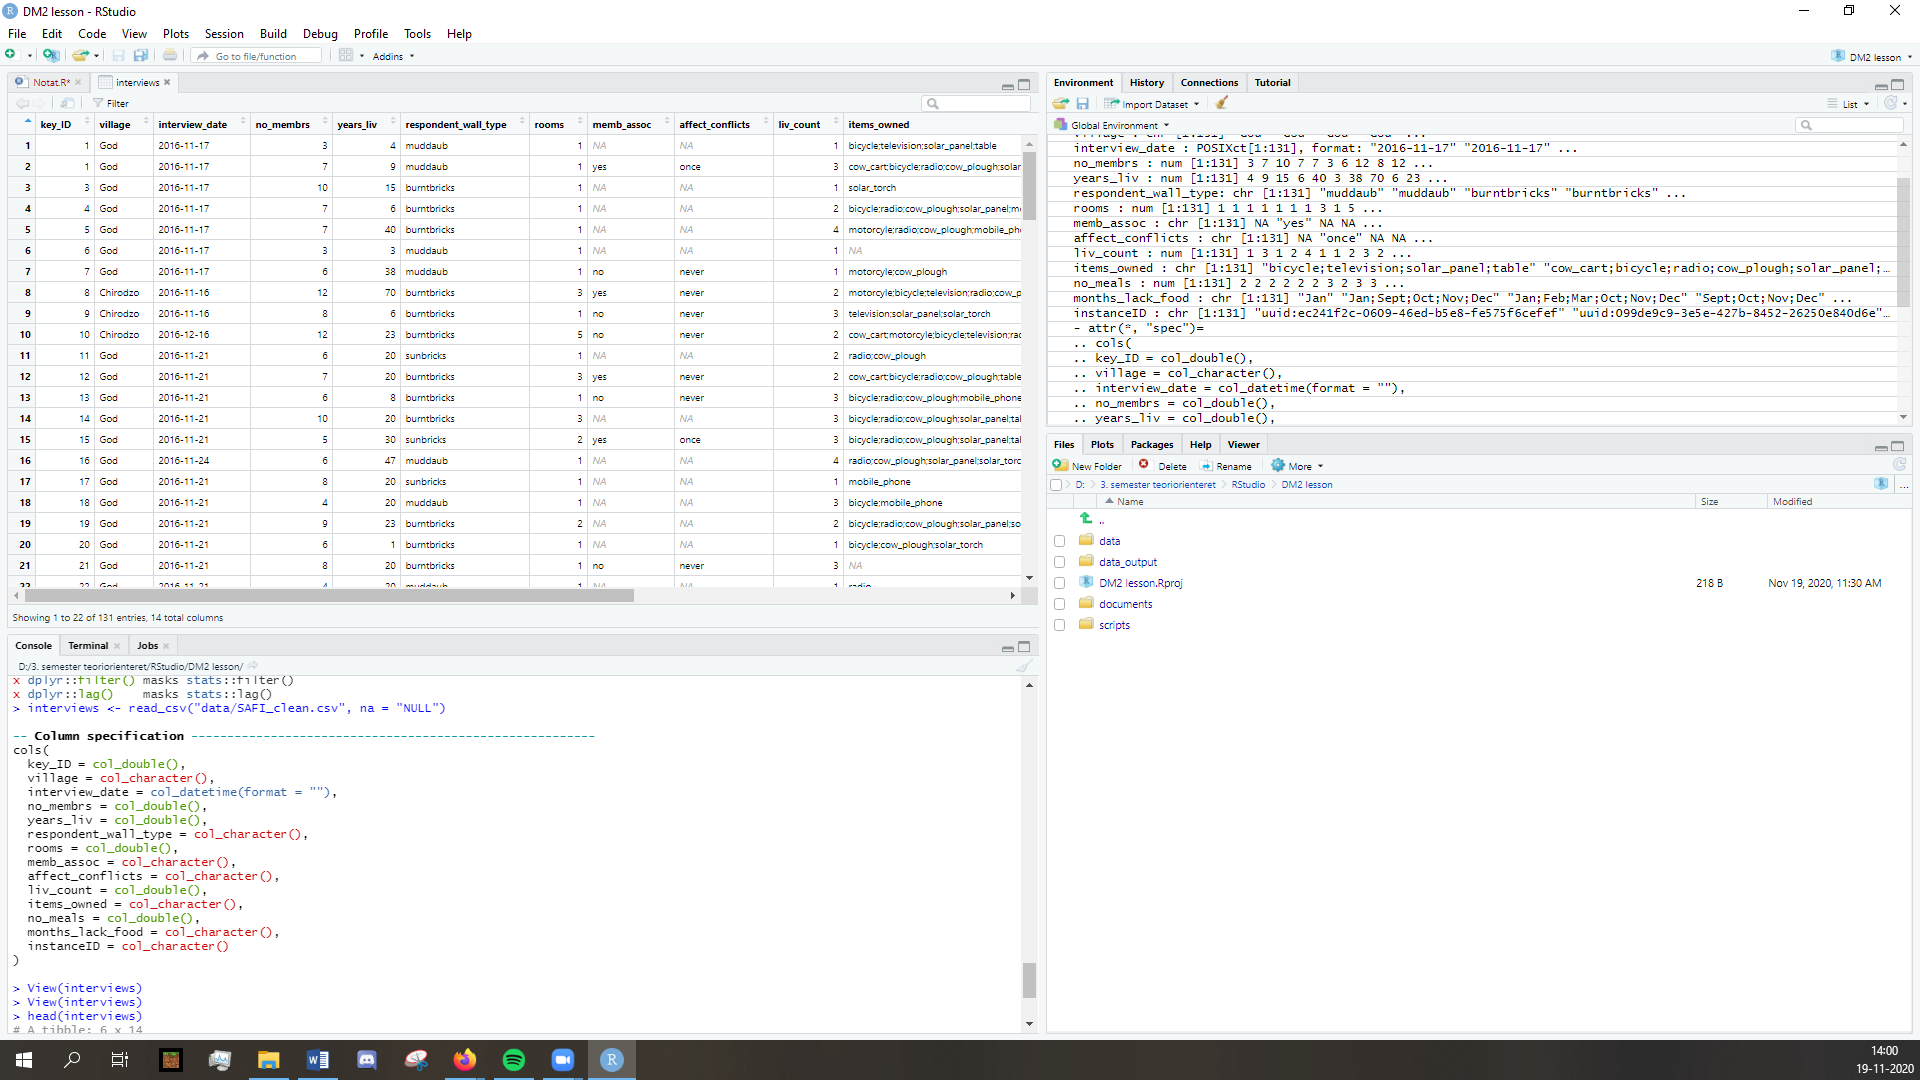 DM2 lesson - RStudio
File Edit Code View Plots Session Build Debug Profile Tools Help
Go to file/function Addins DM2 lesson
Notat.R* interviews
Filter
key_ID village interview_date no_membrs years_liv respondent_wall_type rooms memb_assoc affect_conflicts liv_count items_owned
1 1 God 2016-11-17 3 4 muddaub 1 NA NA 1 bicycle;television;solar_panel;table
2 1 God 2016-11-17 7 9 muddaub 1 yes once 3 cow_cart;bicycle;radio;cow_plough;solar
3 3 God 2016-11-17 10 15 burntbricks 1 NA NA 1 solar_torch
4 4 God 2016-11-17 7 6 burntbricks 1 NA NA 2 bicycle;radio;cow_plough;solar_panel;m
5 5 God 2016-11-17 7 40 burntbricks 1 NA NA 4 motorcyle;radio;cow_plough;mobile_ph
6 6 God 2016-11-17 3 3 muddaub 1 NA NA 1 NA
7 7 God 2016-11-17 6 38 muddaub 1 no never 1 motorcyle;cow_plough
8 8 Chirodzo 2016-11-16 12 70 burntbricks 3 yes never 2 motorcyle;bicycle;television;radio;cow_p
9 9 Chirodzo 2016-11-16 8 6 burntbricks 1 no never 3 television;solar_panel;solar_torch
10 10 Chirodzo 2016-12-16 12 23 burntbricks 5 no never 2 cow_cart;motorcyle;bicycle;television;rac
11 11 God 2016-11-21 6 20 sunbricks 1 NA NA 2 radio;cow_plough
12 12 God 2016-11-21 7 20 burntbricks 3 yes never 2 cow_cart;bicycle;radio;cow_plough;table
13 13 God 2016-11-21 6 8 burntbricks 1 no never 3 bicycle;radio;cow_plough;mobile_phone
14 14 God 2016-11-21 10 20 burntbricks 3 NA NA 3 bicycle;radio;cow_plough;solar_panel;tal
15 15 God 2016-11-21 5 30 sunbricks 2 yes once 3 bicycle;radio;cow_plough;solar_panel;tal
16 16 God 2016-11-24 6 47 muddaub 1 NA NA 4 radio;cow_plough;solar_panel;solar_torc
17 17 God 2016-11-21 8 20 sunbricks 1 NA NA 1 mobile_phone
18 18 God 2016-11-21 4 20 muddaub 1 NA NA 3 bicycle;mobile_phone
19 19 God 2016-11-21 9 23 burntbricks 2 NA NA 2 bicycle;radio;cow_plough;solar_panel;so
20 20 God 2016-11-21 6 1 burntbricks 1 NA NA 1 bicycle;cow_plough;solar_torch
21 21 God 2016-11-21 8 20 burntbricks 1 no never 3 NA
22 22 God 2016-11-21 4 20 muddaub 1 NA NA 1 radio
Showing 1 to 22 of 131 entries, 14 total columns
Console Terminal Jobs
D:/3. semester teoriorienteret/RStudio/DM2 lesson/
x dplyr::filter() masks stats::filter()
x dplyr::lag() masks stats::lag()
> interviews <- read_csv("data/SAFI_clean.csv", na = "NULL")
-- Column specification --------------------------------------------------------
cols(
key_ID = col_double(),
village = col_character(),
interview_date = col_datetime(format = ""),
no_membrs = col_double(),
years_liv = col_double(),
respondent_wall_type = col_character(),
rooms = col_double(),
memb_assoc = col_character(),
affect_conflicts = col_character(),
liv_count = col_double(),
items_owned = col_character(),
no_meals = col_double(),
months_lack_food = col_character(),
instanceID = col_character()
)
> View(interviews)
> View(interviews)
> head(interviews)
# A tibble: 6 x 14
Environment History Connections Tutorial
Import Dataset List
Global Environment
village : chr [1:131] "God" "God" "God" "God" ...
interview_date : POSIXct[1:131], format: "2016-11-17" "2016-11-17" ...
no_membrs : num [1:131] 3 7 10 7 7 3 6 12 8 12 ...
years_liv : num [1:131] 4 9 15 6 40 3 38 70 6 23 ...
respondent_wall_type: chr [1:131] "muddaub" "muddaub" "burntbricks" "burntbricks" ...
rooms : num [1:131] 1 1 1 1 1 1 1 3 1 5 ...
memb_assoc : chr [1:131] NA "yes" NA NA ...
affect_conflicts : chr [1:131] NA "once" NA NA ...
liv_count : num [1:131] 1 3 1 2 4 1 1 2 3 2 ...
items_owned : chr [1:131] "bicycle;television;solar_panel;table" "cow_cart;bicycle;radio;cow_plough;solar_panel;…
no_meals : num [1:131] 2 2 2 2 2 2 3 2 3 3 ...
months_lack_food : chr [1:131] "Jan" "Jan;Sept;Oct;Nov;Dec" "Jan;Feb;Mar;Oct;Nov;Dec" "Sept;Oct;Nov;Dec" ...
instanceID : chr [1:131] "uuid:ec241f2c-0609-46ed-b5e8-fe575f6cefef" "uuid:099de9c9-3e5e-427b-8452-26250e840d6e"…
- attr(*, "spec")=
.. cols(
.. key_ID = col_double(),
.. village = col_character(),
.. interview_date = col_datetime(format = ""),
.. no_membrs = col_double(),
.. years_liv = col_double(),
Files Plots Packages Help Viewer
New Folder Delete Rename More
D: 3. semester teoriorienteret RStudio DM2 lesson ...
Name Size Modified
..
data
data_output
DM2 lesson.Rproj 218 B Nov 19, 2020, 11:30 AM
documents
scripts
14:00
19-11-2020